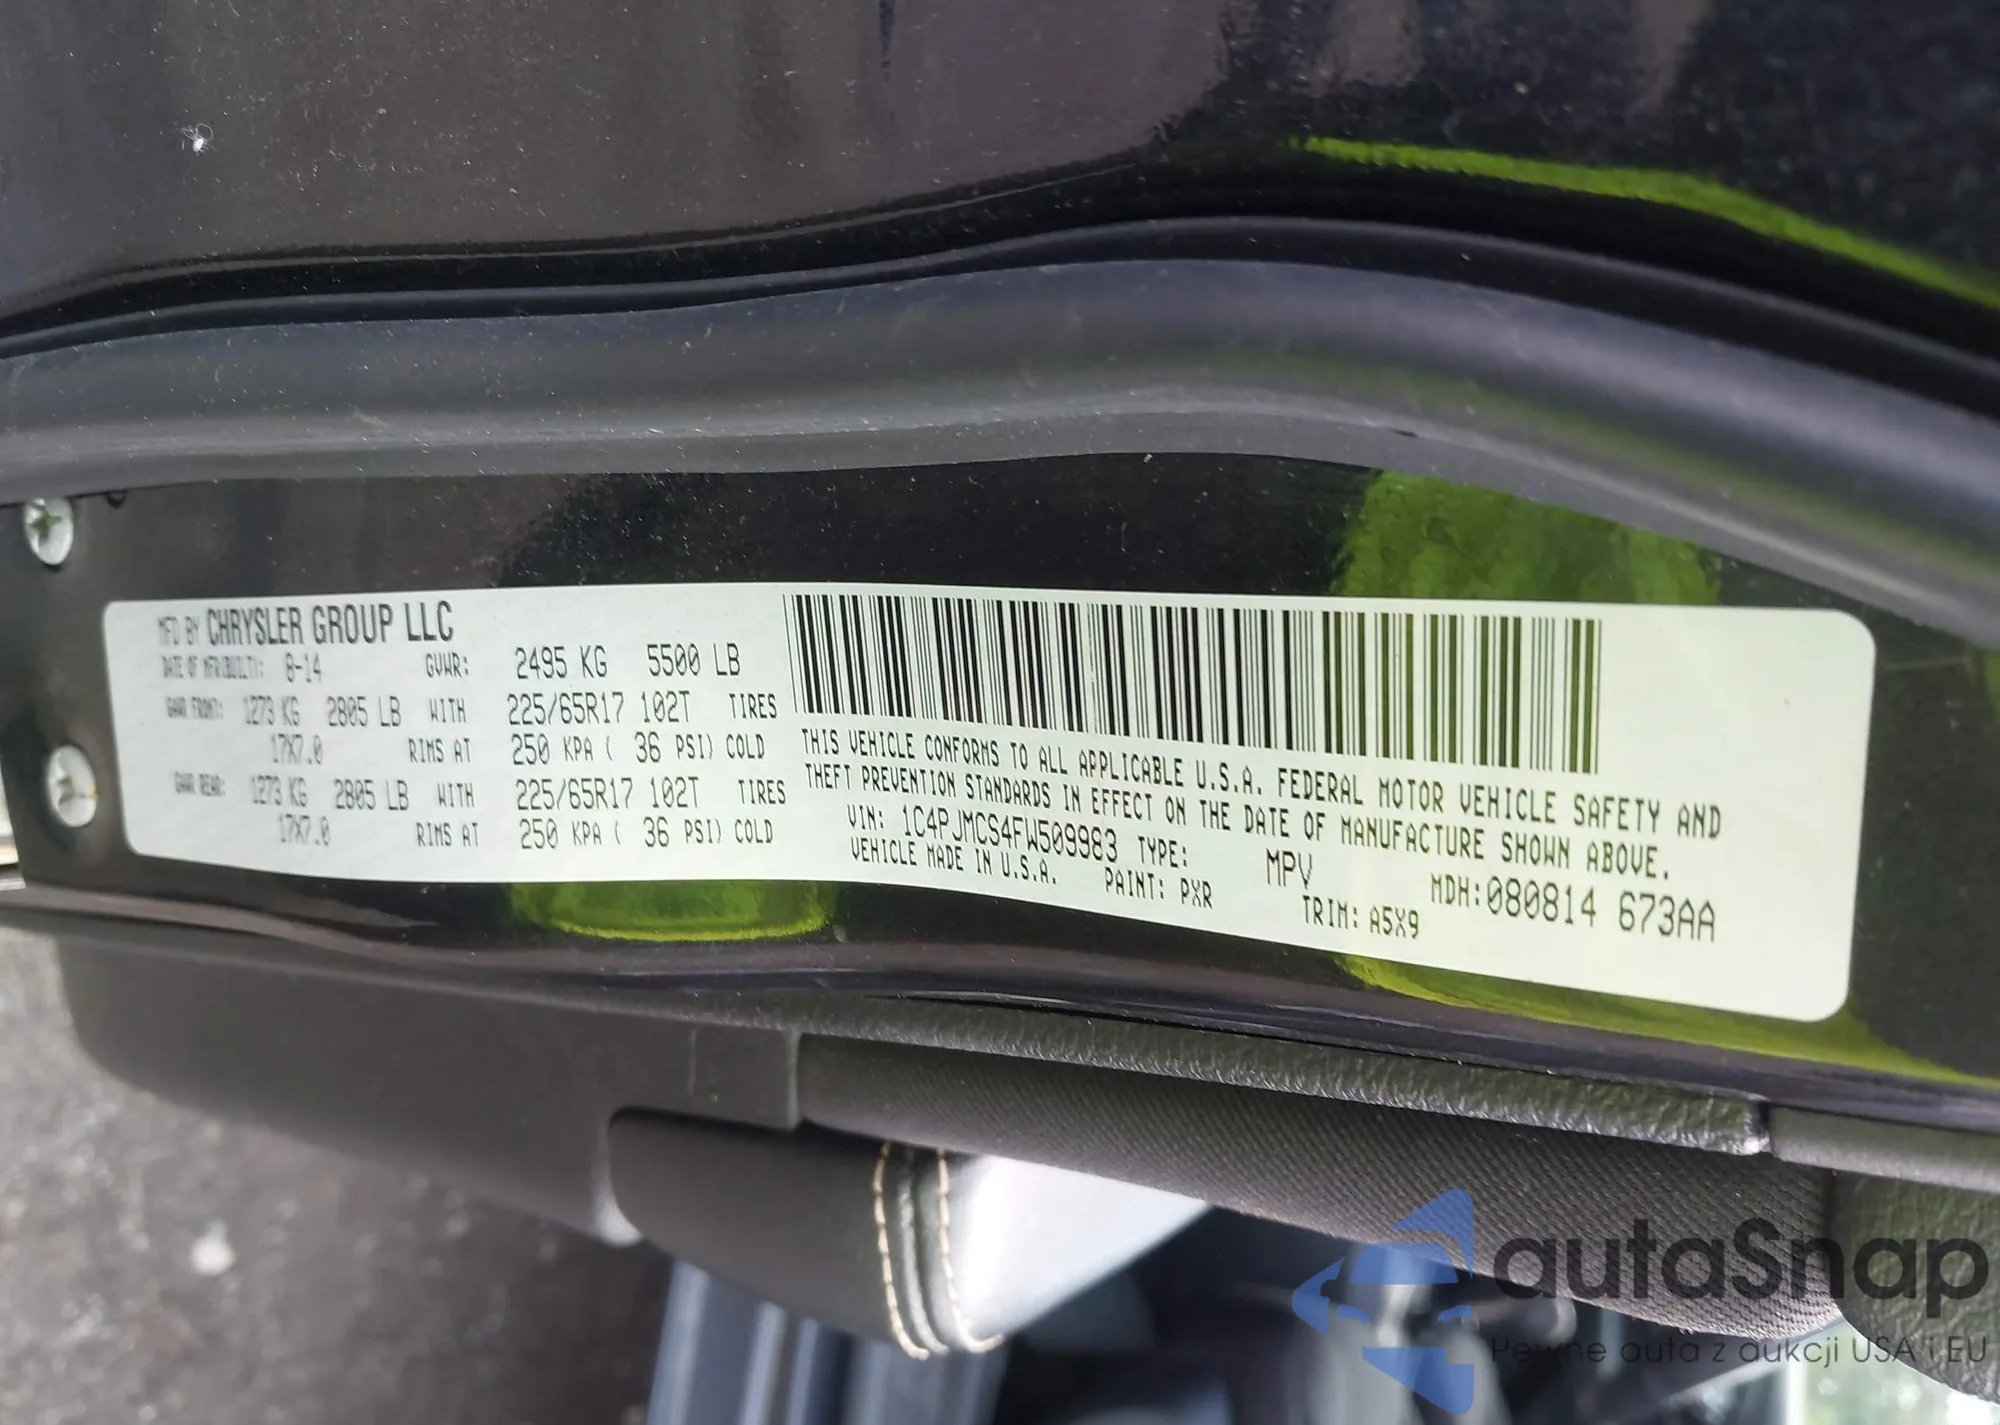 MFD BY CHRYSLER GROUP LLC
DATE OF MFR(BUILT): 8-14 GVWR: 2495 KG 5500 LB
GAWR FRONT: 1273 KG 2805 LB WITH 225/65R17 102T TIRES
17X7.0 RIMS AT 250 KPA ( 36 PSI) COLD
GAWR REAR: 1273 KG 2805 LB WITH 225/65R17 102T TIRES
17X7.0 RIMS AT 250 KPA ( 36 PSI) COLD
THIS VEHICLE CONFORMS TO ALL APPLICABLE U.S.A. FEDERAL MOTOR VEHICLE SAFETY AND
THEFT PREVENTION STANDARDS IN EFFECT ON THE DATE OF MANUFACTURE SHOWN ABOVE.
VIN: 1C4PJMCS4FW509983 TYPE: MPV MDH:080814 673AA
VEHICLE MADE IN U.S.A. PAINT: PXR TRIM: A5X9
autaSnap
Pewne auta z aukcji USA i EU